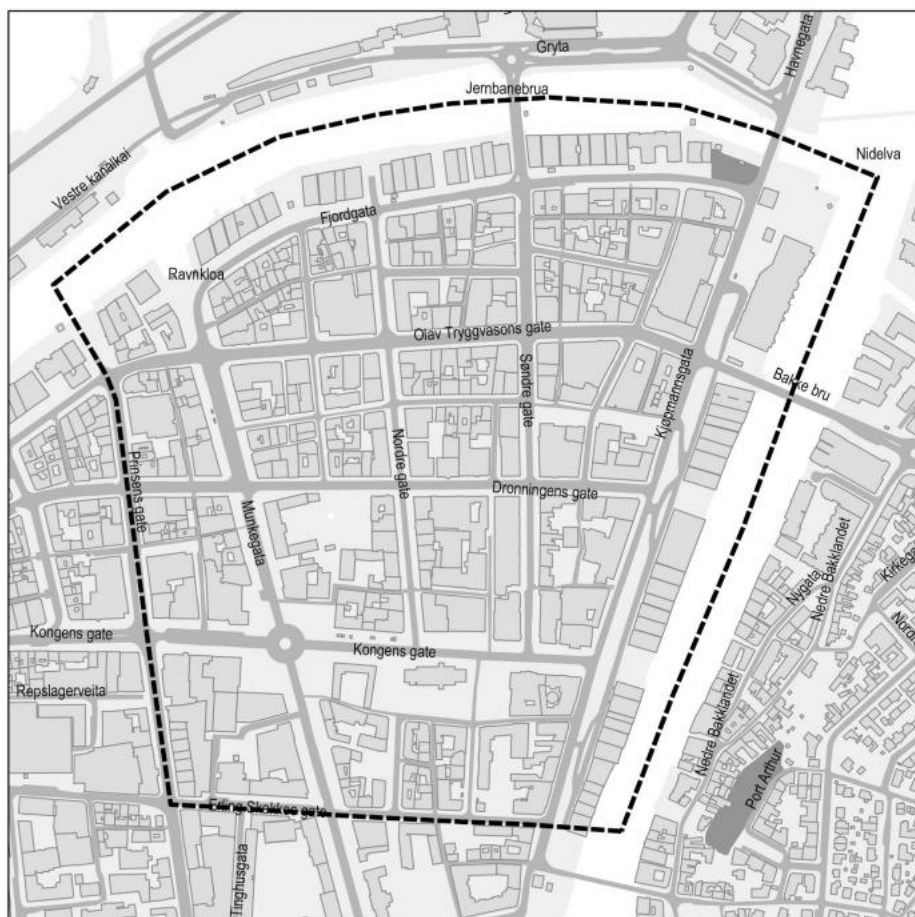 Gryta
Havnegata
Jernbanebrua
Nidelva
Vestre kanalkai
Fjordgata
Ravnkloa
Olav Tryggvasons gate
Søndre gate
Kjøpmannsgata
Bakke bru
Prinsens gate
Nordre gate
Dronningens gate
Munkegata
Nedre Bakklandet
Nygata
Kongens gate
Kongens gate
Repslagerveita
Nedre Bakklandet
Port Arthur
Erling Skakkes gate
Tinghusgata